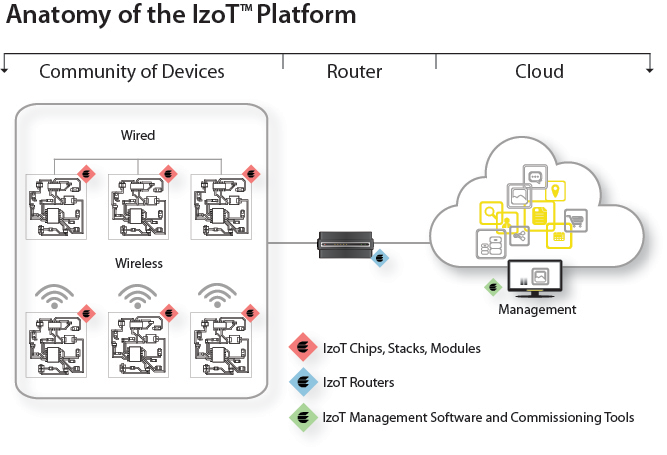 Anatomy of the IzoT™ Platform
Community of Devices
Router
Cloud
Wired
Wireless
Management
IzoT Chips, Stacks, Modules
IzoT Routers
IzoT Management Software and Commissioning Tools